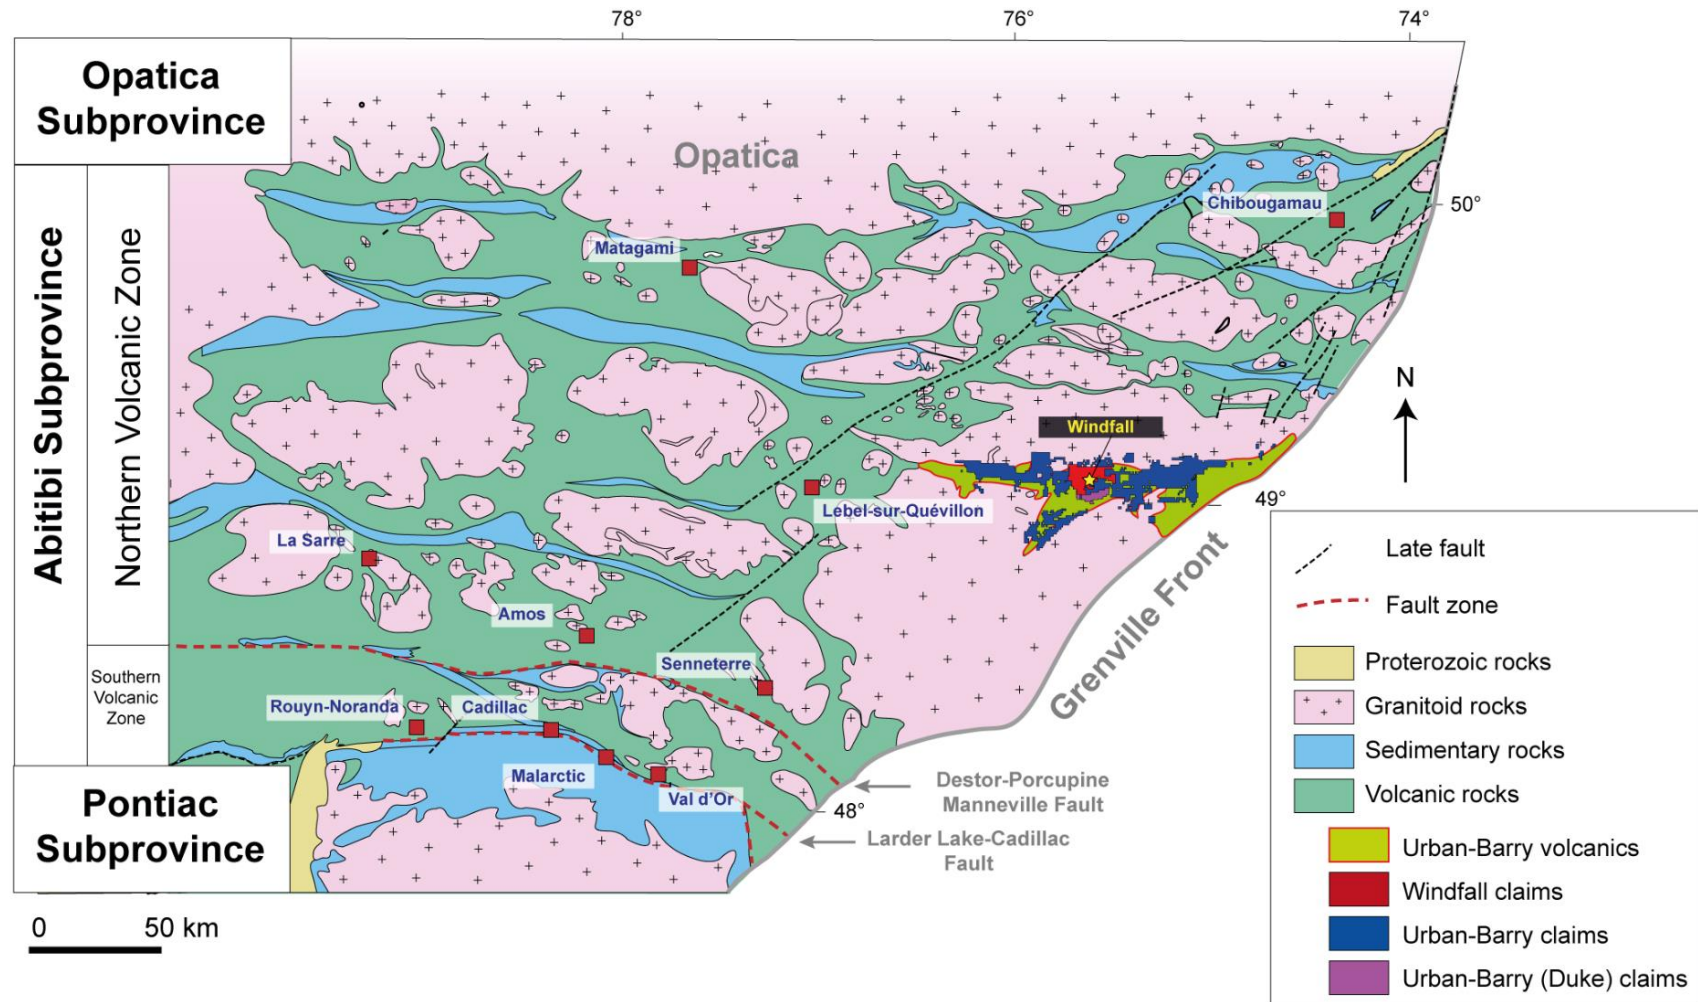 78°
76°
74°
Opatica
Subprovince
Opatica
50°
Chibougamau
Matagami
Abitibi Subprovince
Northern Volcanic Zone
N
Windfall
49°
Lebel-sur-Quévillon
La Sarre
Amos
Grenville Front
Senneterre
Southern
Volcanic
Zone
Rouyn-Noranda
Cadillac
Malarctic
Val d'Or
48°
Destor-Porcupine
Manneville Fault
Larder Lake-Cadillac
Fault
Pontiac
Subprovince
0
50 km
Late fault
Fault zone
Proterozoic rocks
Granitoid rocks
Sedimentary rocks
Volcanic rocks
Urban-Barry volcanics
Windfall claims
Urban-Barry claims
Urban-Barry (Duke) claims